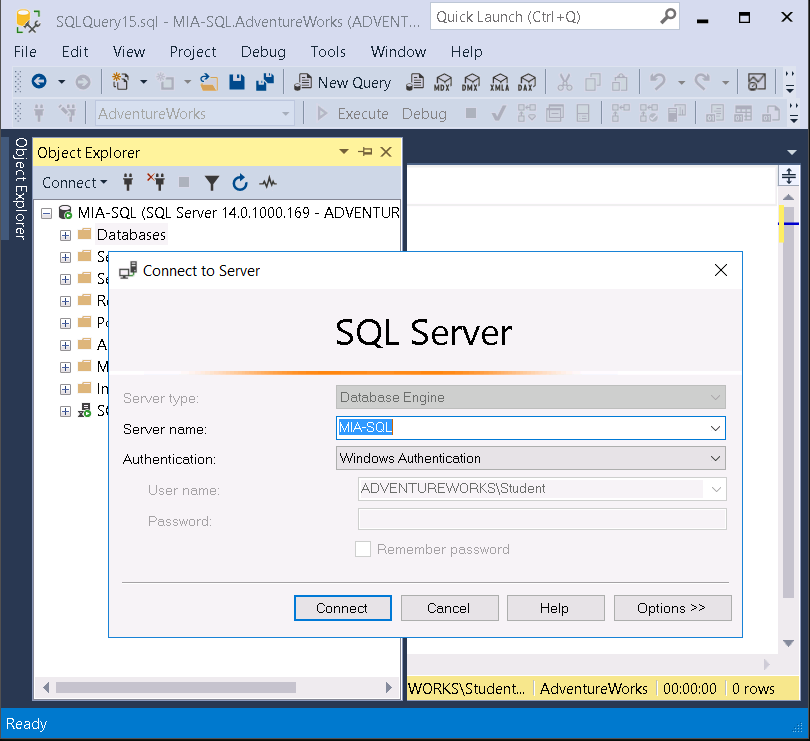 SQLQuery15.sql - MIA-SQL.AdventureWorks (ADVENT...
Quick Launch (Ctrl+Q)
File Edit View Project Debug Tools Window Help
New Query MDX DMX XMLA DAX
AdventureWorks Execute Debug
Object Explorer
Object Explorer
Connect
MIA-SQL (SQL Server 14.0.1000.169 - ADVENTUR
Databases
Connect to Server
SQL Server
Server type: Database Engine
Server name: MIA-SQL
Authentication: Windows Authentication
User name: ADVENTUREWORKS\Student
Password:
Remember password
Connect Cancel Help Options >>
WORKS\Student... AdventureWorks 00:00:00 0 rows
Ready